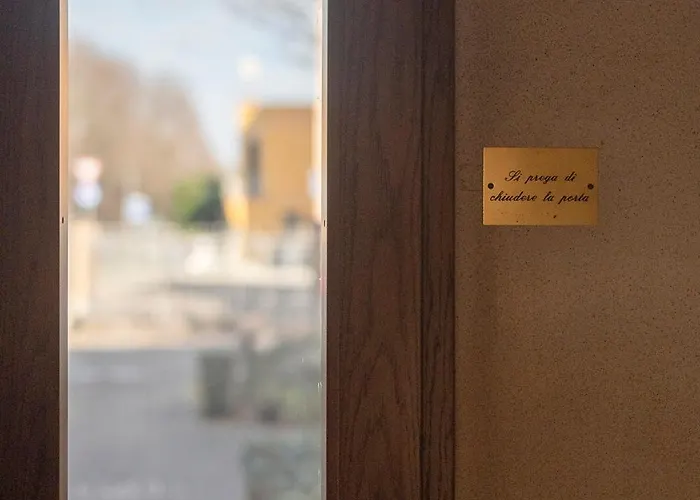 Si prega di
chiudere la porta